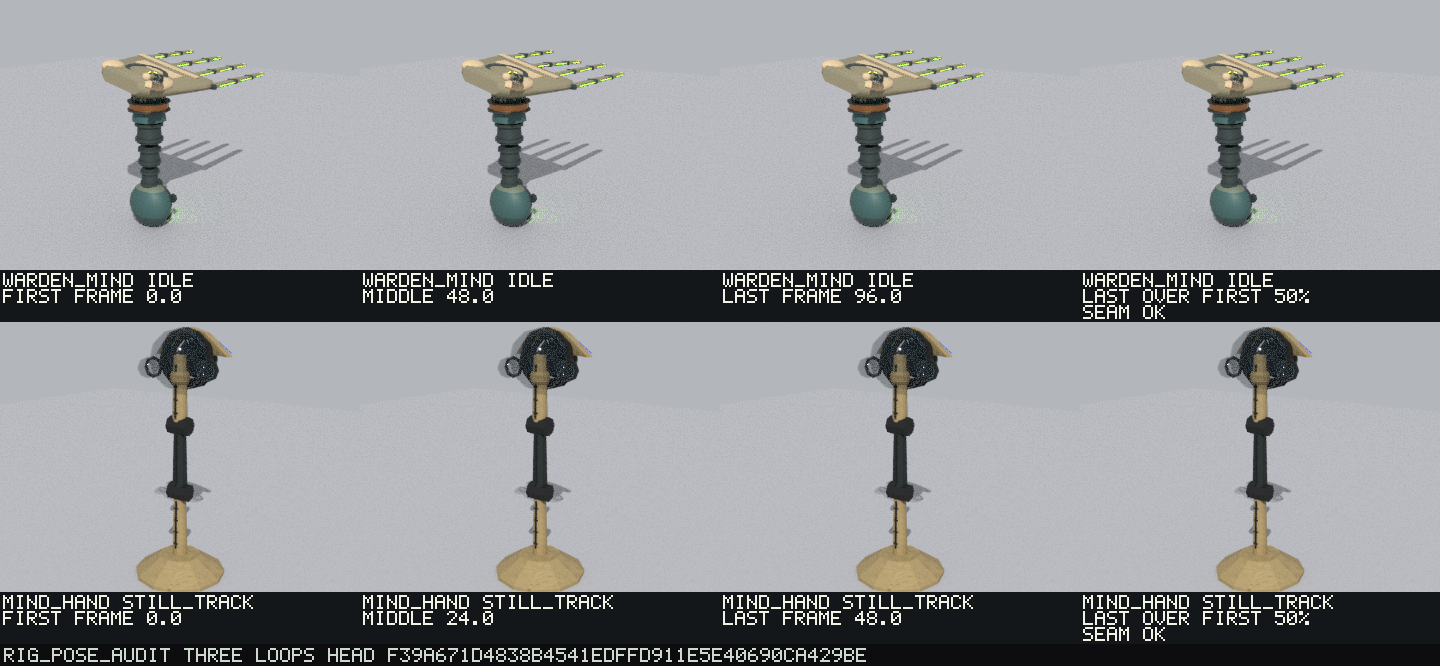 WARDEN_MIND IDLE
FIRST FRAME 0.0
WARDEN_MIND IDLE
MIDDLE 48.0
WARDEN_MIND IDLE
LAST FRAME 96.0
WARDEN_MIND IDLE
LAST OVER FIRST 50%
SEAM OK
MIND_HAND STILL_TRACK
FIRST FRAME 0.0
MIND_HAND STILL_TRACK
MIDDLE 24.0
MIND_HAND STILL_TRACK
LAST FRAME 48.0
MIND_HAND STILL_TRACK
LAST OVER FIRST 50%
SEAM OK
RIG_POSE_AUDIT THREE LOOPS HEAD F39A671D4838B4541EDFFD911E5E40690CA429BE